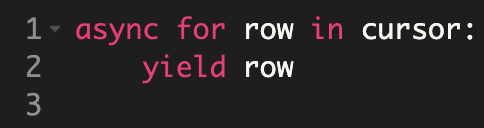 1 async for row in cursor:
2     yield row
3